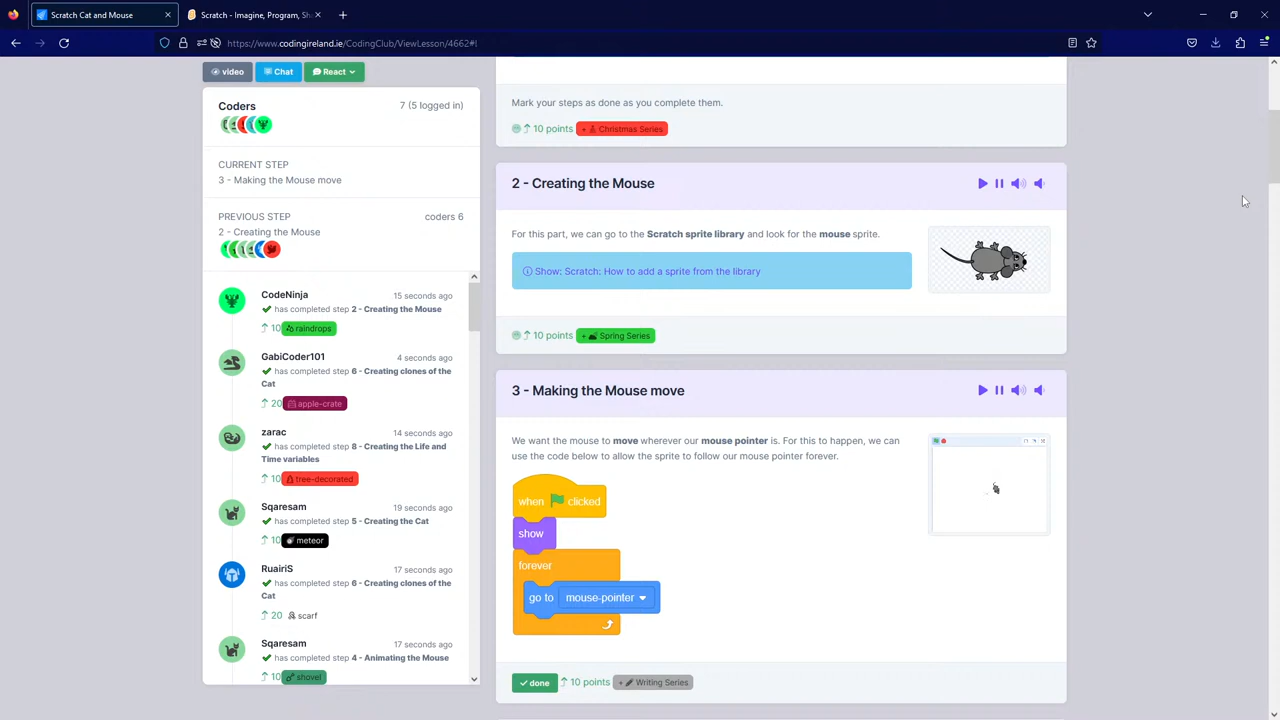 Scratch Cat and Mouse
Scratch - Imagine, Program, Sh
https://www.codingireland.ie/CodingClub/ViewLesson/4662#!
video
Chat
React
Coders
7 (5 logged in)
CURRENT STEP
3 - Making the Mouse move
PREVIOUS STEP
coders 6
2 - Creating the Mouse
CodeNinja
15 seconds ago
has completed step 2 - Creating the Mouse
10 raindrops
GabiCoder101
4 seconds ago
has completed step 6 - Creating clones of the
Cat
20 apple-crate
zarac
14 seconds ago
has completed step 8 - Creating the Life and
Time variables
10 tree-decorated
Sqaresam
19 seconds ago
has completed step 5 - Creating the Cat
10 meteor
RuairiS
17 seconds ago
has completed step 6 - Creating clones of the
Cat
20 scarf
Sqaresam
17 seconds ago
has completed step 4 - Animating the Mouse
10 shovel
Mark your steps as done as you complete them.
10 points + Christmas Series
2 - Creating the Mouse
For this part, we can go to the Scratch sprite library and look for the mouse sprite.
Show: Scratch: How to add a sprite from the library
10 points + Spring Series
3 - Making the Mouse move
We want the mouse to move wherever our mouse pointer is. For this to happen, we can
use the code below to allow the sprite to follow our mouse pointer forever.
when clicked
show
forever
go to mouse-pointer
done 10 points + Writing Series